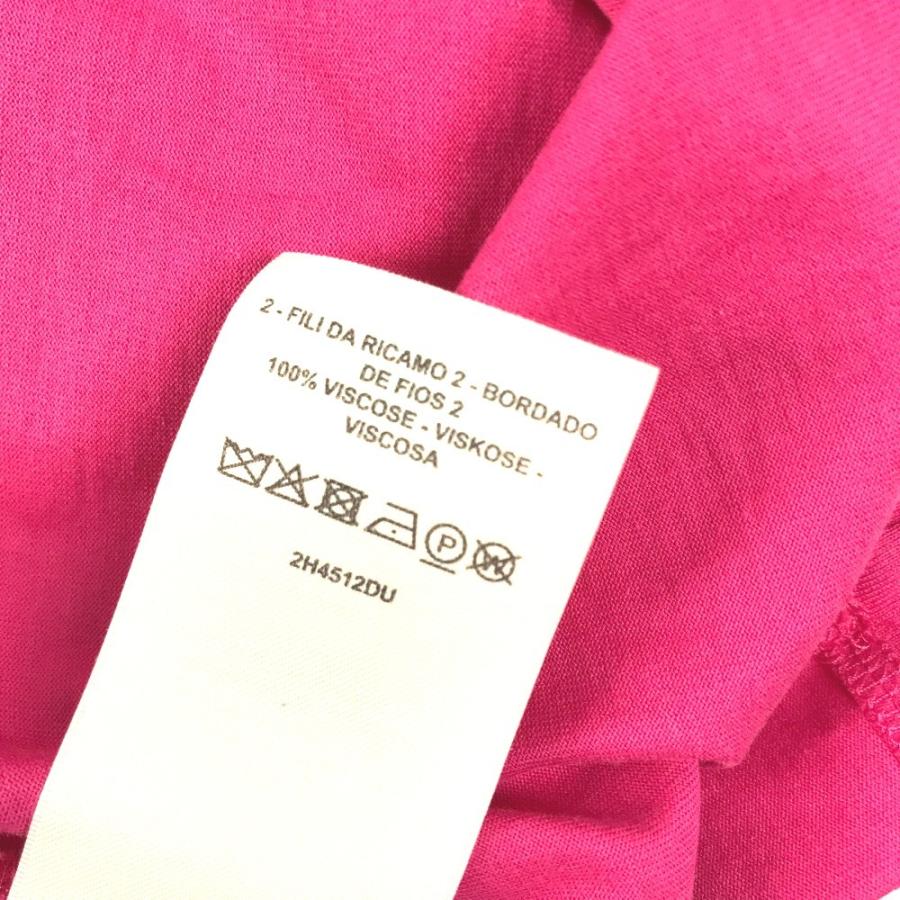 2 - FILI DA RICAMO 2 - BORDADO
DE FIOS 2
100% VISCOSE - VISKOSE -
VISCOSA
P W
2H4512DU